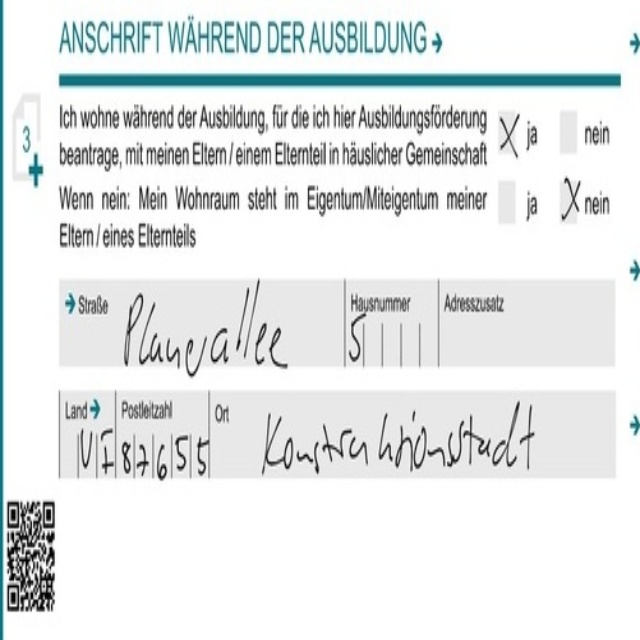 ANSCHRIFT WÄHREND DER AUSBILDUNG
3
Ich wohne während der Ausbildung, für die ich hier Ausbildungsförderung
beantrage, mit meinen Eltern / einem Elternteil in häuslicher Gemeinschaft
X ja nein
Wenn nein: Mein Wohnraum steht im Eigentum/Miteigentum meiner
Eltern / eines Elternteils
ja X nein
Straße Hausnummer Adresszusatz
Planerallee 5
Land Postleitzahl Ort
87655 Konstruktionsstadt